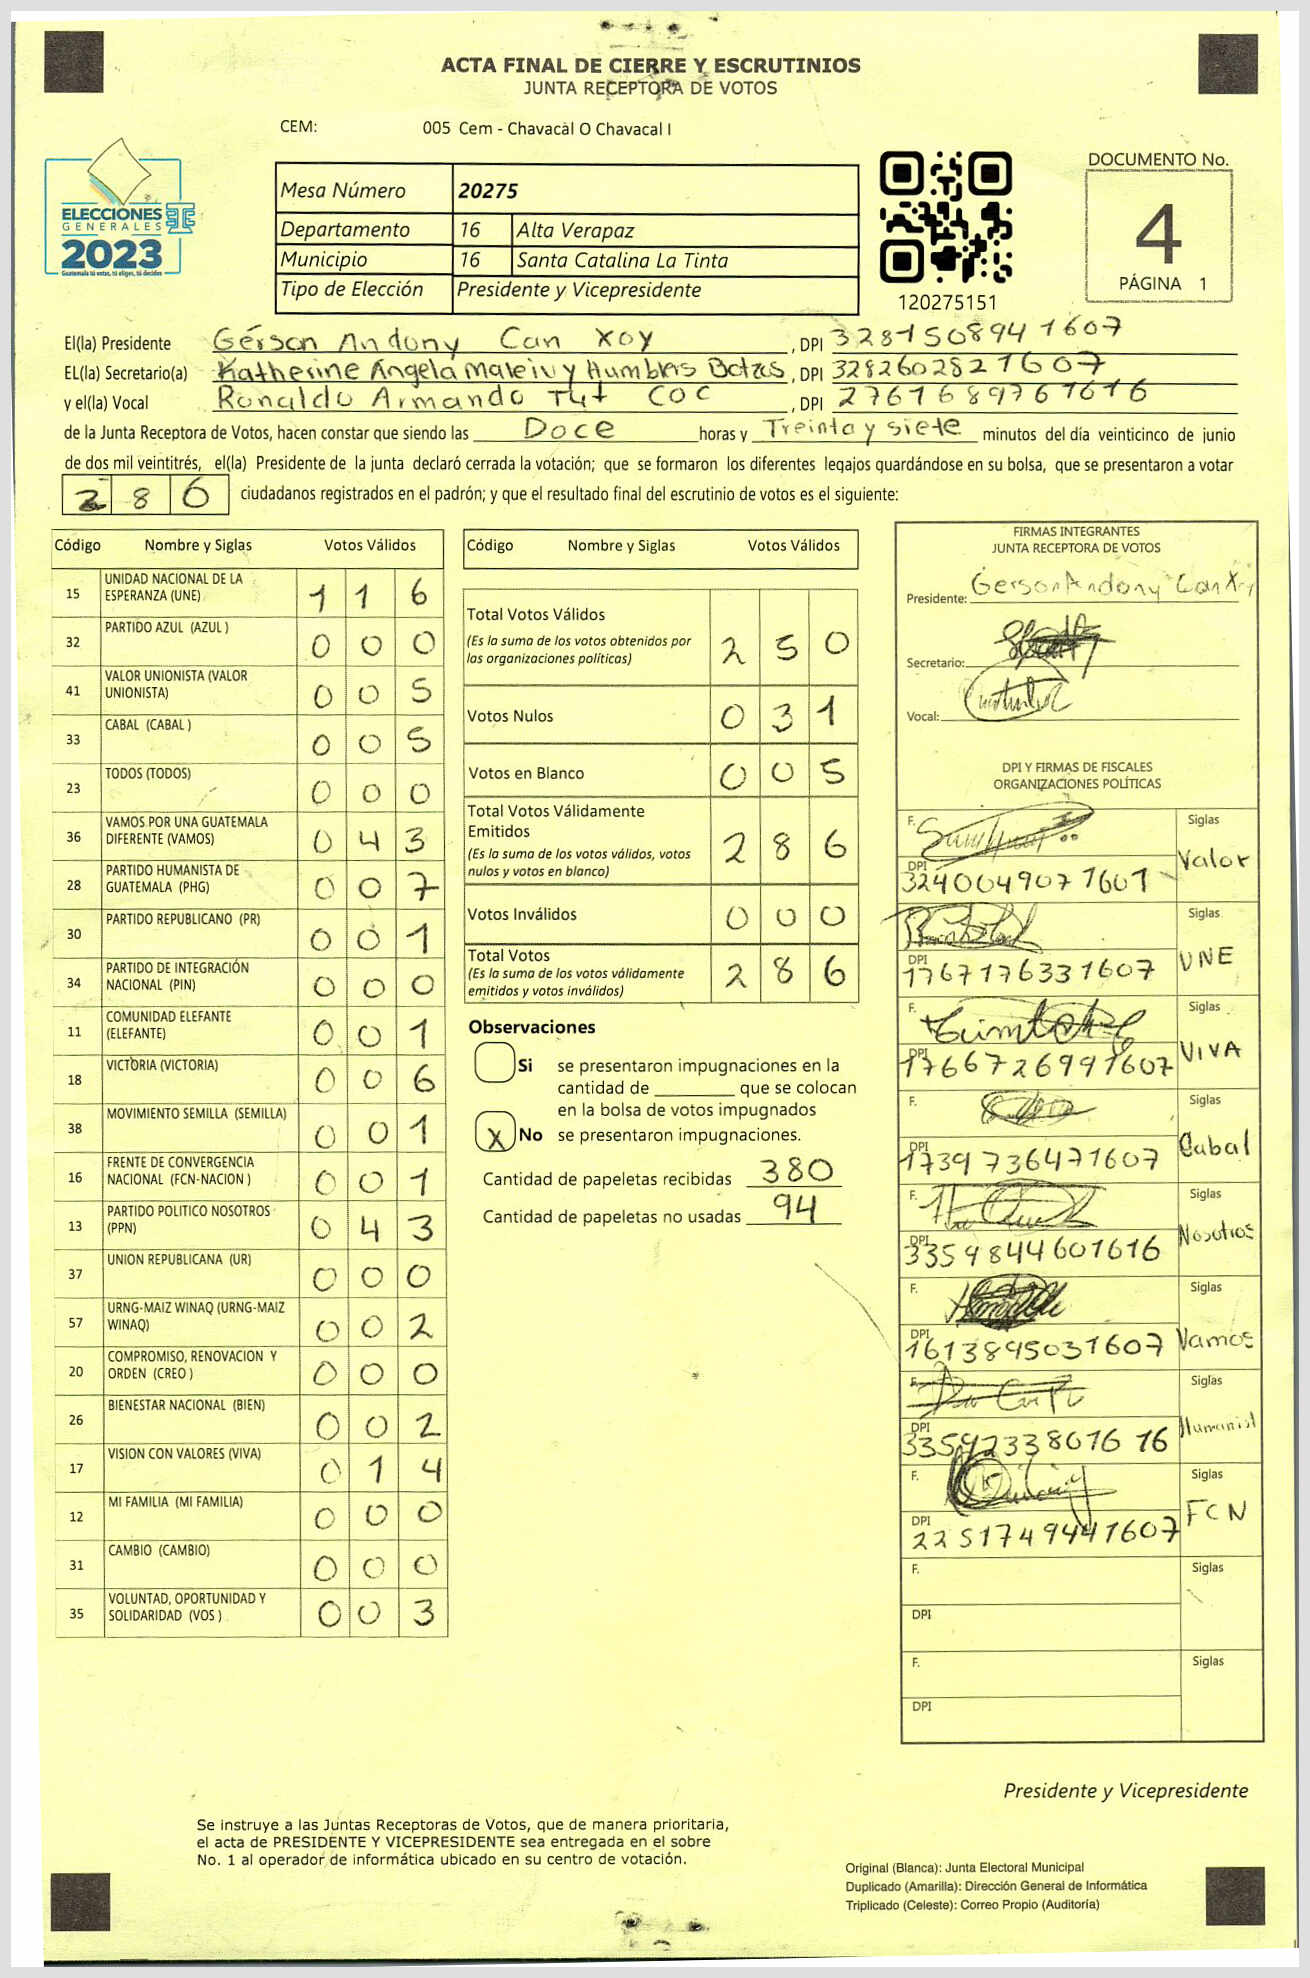 ACTA FINAL DE CIERRE Y ESCRUTINIOS
JUNTA RECEPTORA DE VOTOS
CEM: 005 Cem - Chavacal O Chavacal I
ELECCIONES
GENERALES
2023
Guatemala tú votas, tú eliges, tú decides
Mesa Número 20275
Departamento 16 Alta Verapaz
Municipio 16 Santa Catalina La Tinta
Tipo de Elección Presidente y Vicepresidente
120275151
DOCUMENTO No.
4
PÁGINA 1
El(la) Presidente Gérson Andony Can Xoy, DPI 3281508941607
EL(la) Secretario(a) Katherine Angela Humblers Botzos, DPI 3282602821607
y el(la) Vocal Ronaldo Armando Tut COC, DPI 2761689761616
de la Junta Receptora de Votos, hacen constar que siendo las Doce horas y Treinta y siete minutos del día veinticinco de junio
de dos mil veintitrés, el(la) Presidente de la junta declaró cerrada la votación; que se formaron los diferentes legajos guardándose en su bolsa, que se presentaron a votar
286 ciudadanos registrados en el padrón; y que el resultado final del escrutinio de votos es el siguiente:
Código Nombre y Siglas Votos Válidos
15 UNIDAD NACIONAL DE LA ESPERANZA (UNE) 1 1 6
32 PARTIDO AZUL (AZUL ) 0 0 0
41 VALOR UNIONISTA (VALOR UNIONISTA) 0 0 5
33 CABAL (CABAL ) 0 0 5
23 TODOS (TODOS) 0 0 0
36 VAMOS POR UNA GUATEMALA DIFERENTE (VAMOS) 0 4 3
28 PARTIDO HUMANISTA DE GUATEMALA (PHG) 0 0 7
30 PARTIDO REPUBLICANO (PR) 0 0 1
34 PARTIDO DE INTEGRACIÓN NACIONAL (PIN) 0 0 0
11 COMUNIDAD ELEFANTE (ELEFANTE) 0 0 1
18 VICTORIA (VICTORIA) 0 0 6
38 MOVIMIENTO SEMILLA (SEMILLA) 0 0 1
16 FRENTE DE CONVERGENCIA NACIONAL (FCN-NACION ) 0 0 1
13 PARTIDO POLITICO NOSOTROS (PPN) 0 4 3
37 UNION REPUBLICANA (UR) 0 0 0
57 URNG-MAIZ WINAQ (URNG-MAIZ WINAQ) 0 0 2
20 COMPROMISO, RENOVACION Y ORDEN (CREO ) 0 0 0
26 BIENESTAR NACIONAL (BIEN) 0 0 2
17 VISION CON VALORES (VIVA) 0 1 4
12 MI FAMILIA (MI FAMILIA) 0 0 0
31 CAMBIO (CAMBIO) 0 0 0
35 VOLUNTAD, OPORTUNIDAD Y SOLIDARIDAD (VOS ) 0 0 3
Código Nombre y Siglas Votos Válidos
Total Votos Válidos 2 5 0
(Es la suma de los votos obtenidos por
las organizaciones políticas)
Votos Nulos 0 3 1
Votos en Blanco 0 0 5
Total Votos Válidamente
Emitidos 2 8 6
(Es la suma de los votos válidos, votos
nulos y votos en blanco)
Votos Inválidos 0 0 0
Total Votos 2 8 6
(Es la suma de los votos válidamente
emitidos y votos inválidos)
Observaciones
Si se presentaron impugnaciones en la
cantidad de ________ que se colocan
en la bolsa de votos impugnados
X No se presentaron impugnaciones.
Cantidad de papeletas recibidas 380
Cantidad de papeletas no usadas 94
FIRMAS INTEGRANTES
JUNTA RECEPTORA DE VOTOS
Presidente: Gerson Andony Can Xoy
Secretario:
Vocal:
DPI Y FIRMAS DE FISCALES
ORGANIZACIONES POLÍTICAS
F. Siglas
DPI 3240049071601 Valor
F. Siglas
DPI 1767176331607 UNE
F. Siglas
DPI 1766726991607 VIVA
F. Siglas
DPI 1739736471607 Cabal
F. Siglas
DPI 3359844601616 Nosotros
F. Siglas
DPI 1613895031607 Vamos
F. Siglas
DPI 3359233801616 Humanist
F. Siglas
DPI 2251749441607 FCN
F. Siglas
DPI
F. Siglas
DPI
Presidente y Vicepresidente
Se instruye a las Juntas Receptoras de Votos, que de manera prioritaria,
el acta de PRESIDENTE Y VICEPRESIDENTE sea entregada en el sobre
No. 1 al operador de informática ubicado en su centro de votación.
Original (Blanca): Junta Electoral Municipal
Duplicado (Amarilla): Dirección General de Informática
Triplicado (Celeste): Correo Propio (Auditoría)